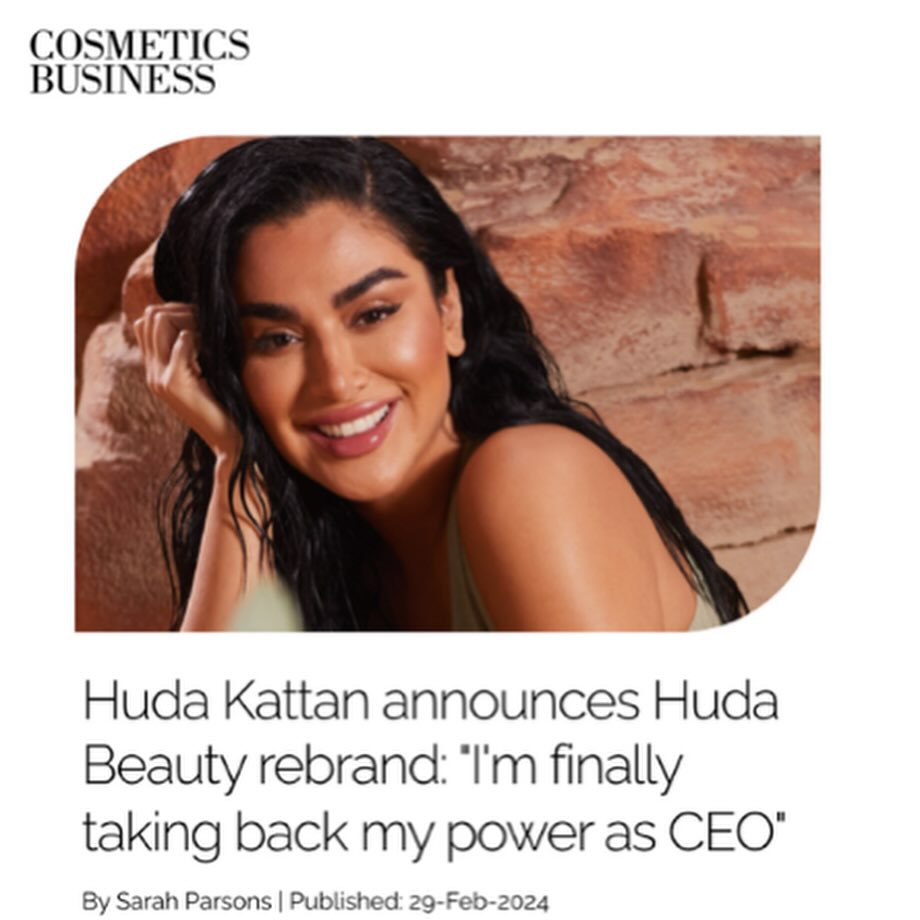 COSMETICS
BUSINESS
Huda Kattan announces Huda
Beauty rebrand: "I'm finally
taking back my power as CEO"
By Sarah Parsons | Published: 29-Feb-2024